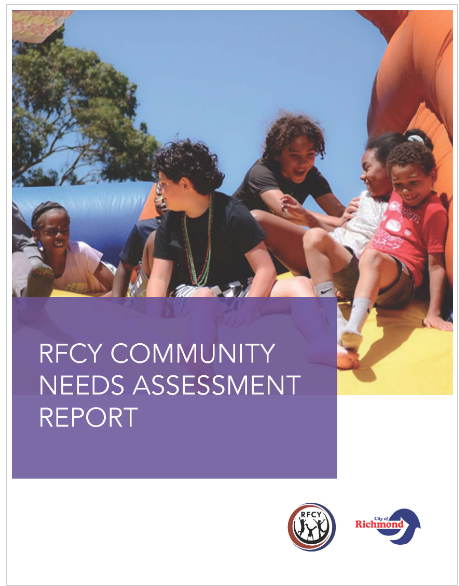 RFCY COMMUNITY
NEEDS ASSESSMENT
REPORT
RFCY
City of
Richmond